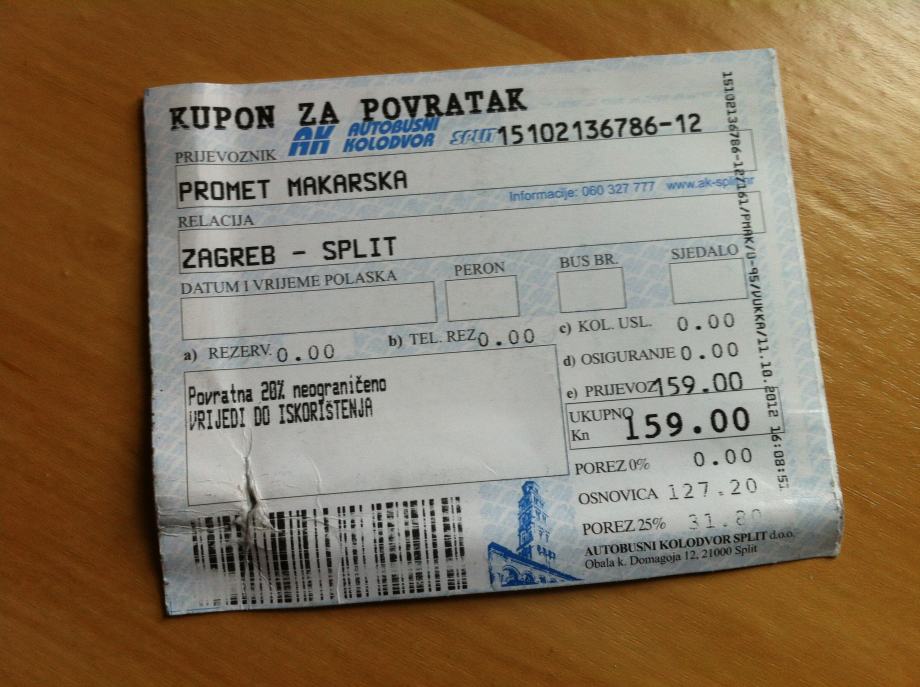 KUPON ZA POVRATAK
AK AUTOBUSNI KOLODVOR SPLIT 15102136786-12
PRIJEVOZNIK
PROMET MAKARSKA
Informacije: 060 327 777 www.ak-split.hr
RELACIJA
ZAGREB - SPLIT
DATUM I VRIJEME POLASKA PERON BUS BR. SJEDALO
a) REZERV. 0.00 b) TEL. REZ 0.00 c) KOL. USL. 0.00
d) OSIGURANJE 0.00
e) PRIJEVOZ 159.00
Povratna 20% neograničeno
VRIJEDI DO ISKORIŠTENJA
UKUPNO Kn 159.00
POREZ 0% 0.00
OSNOVICA 127.20
POREZ 25% 31.80
AUTOBUSNI KOLODVOR SPLIT d.o.o.
Obala k. Domagoja 12, 21000 Split
11.10.2012 16:08:51